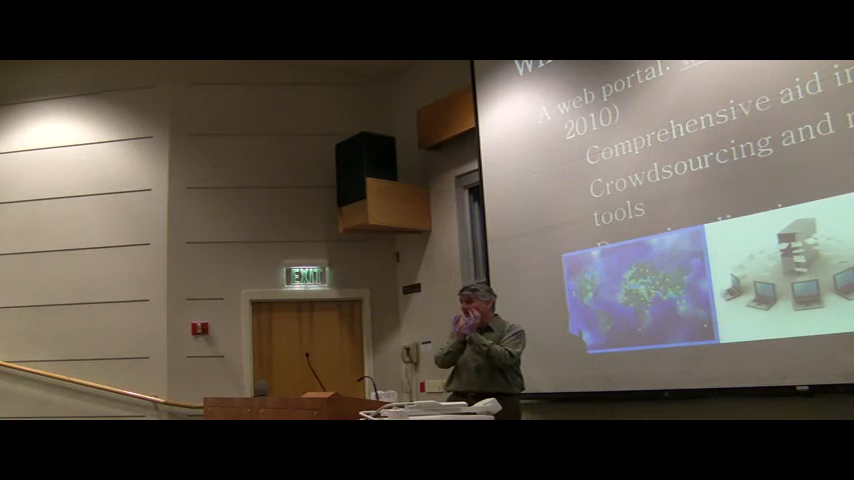 A web portal:
2010)
Comprehensive aid in
Crowdsourcing and
tools
EXIT